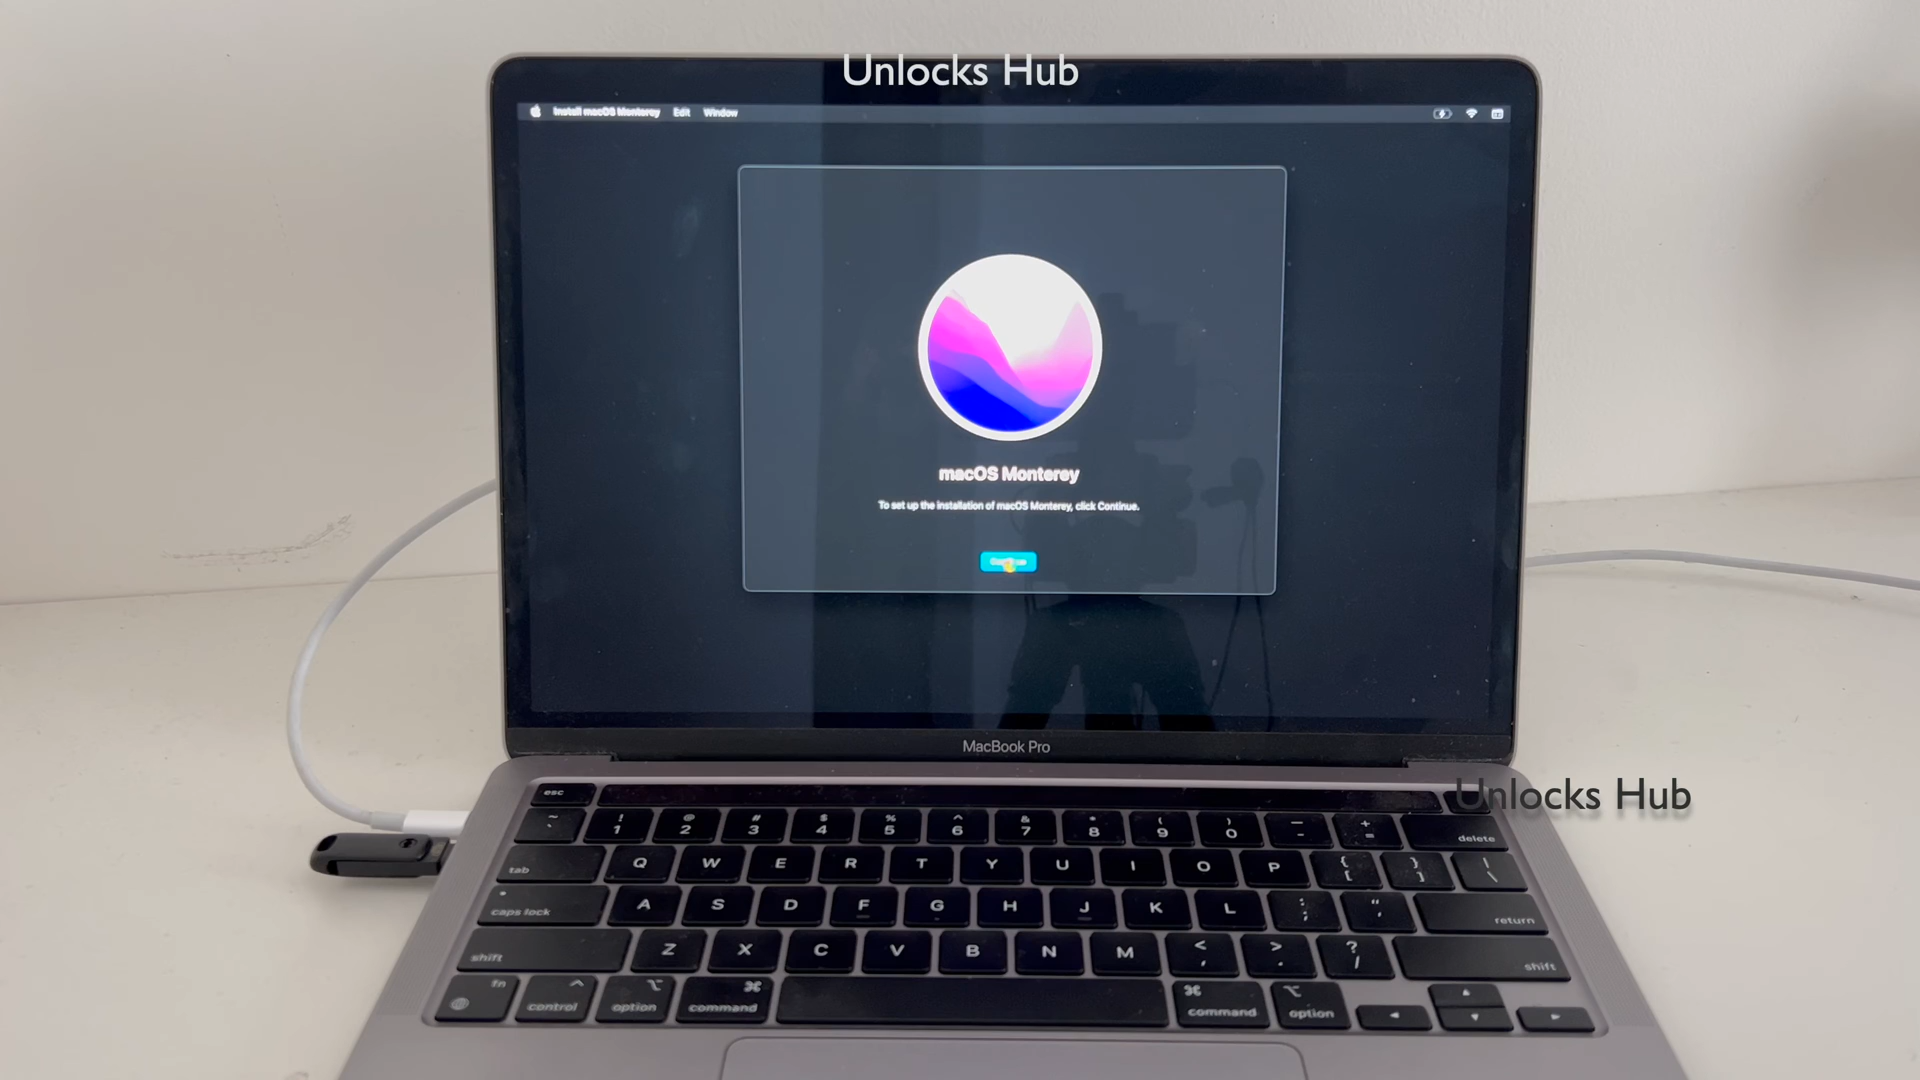 Unlocks Hub
Install macOS Monterey Edit Window
macOS Monterey
To set up the installation of macOS Monterey, click Continue.
MacBook Pro
Unlocks Hub
esc
~ ! @ # $ % ^ & * ( ) _ +
` 1 2 3 4 5 6 7 8 9 0 - = delete
tab Q W E R T Y U I O P { [ } ] | \
caps lock A S D F G H J K L : ; " ' return
shift Z X C V B N M < , > . ? / shift
fn control option command command option